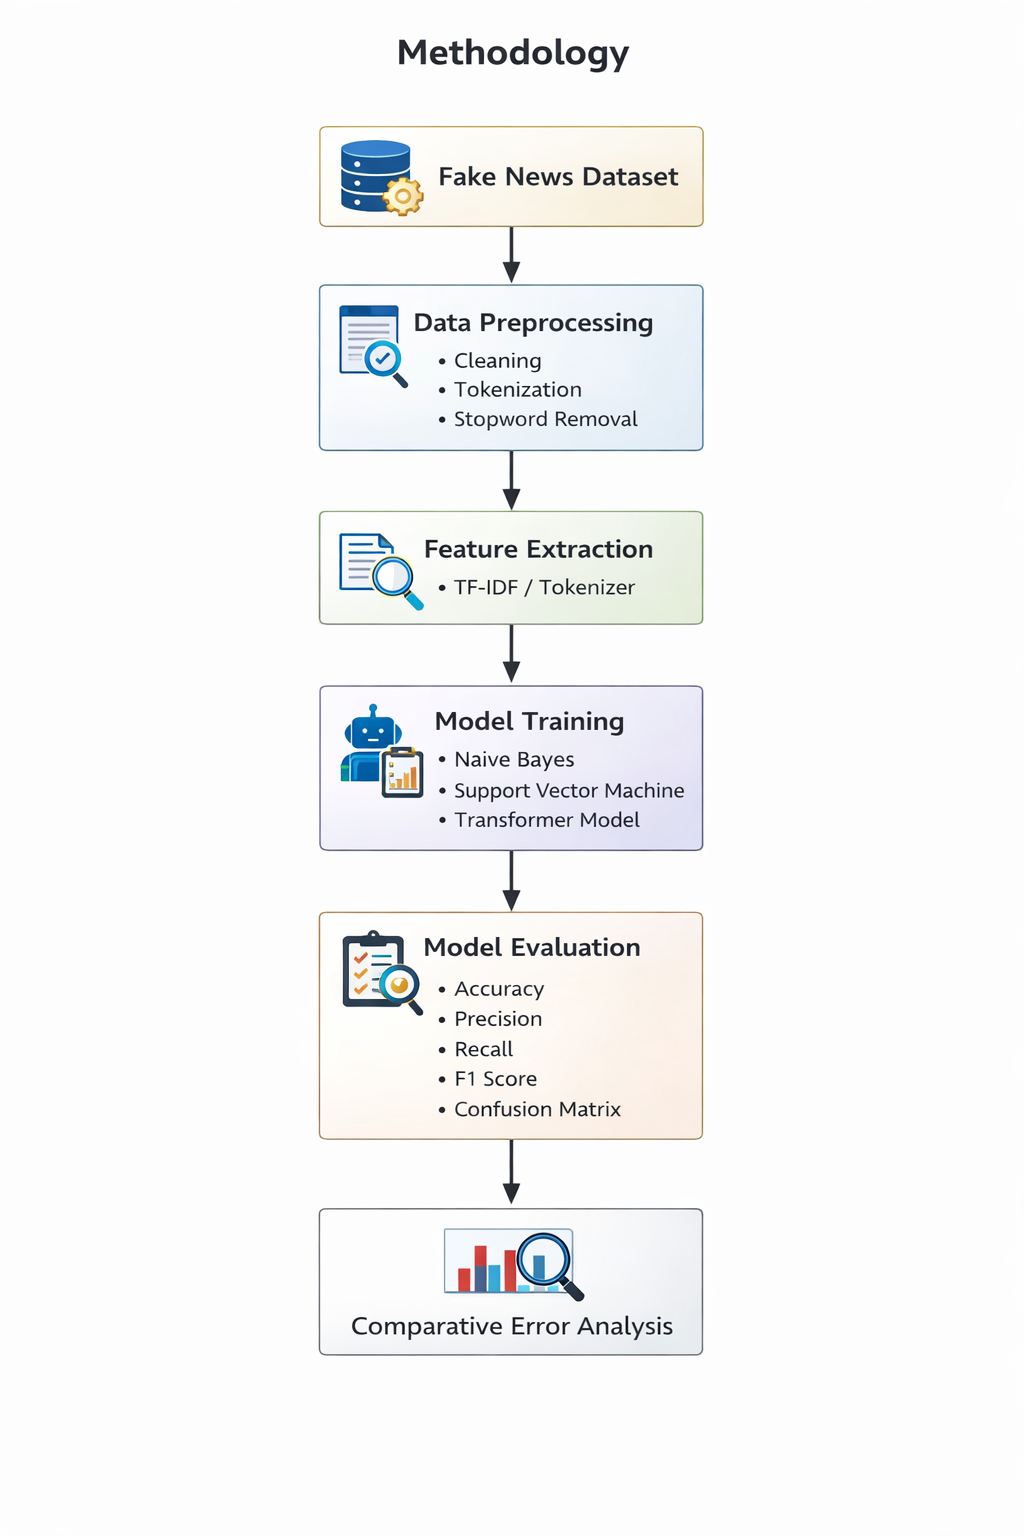 Methodology
Fake News Dataset
Data Preprocessing
• Cleaning
• Tokenization
• Stopword Removal
Feature Extraction
• TF-IDF / Tokenizer
Model Training
• Naive Bayes
• Support Vector Machine
• Transformer Model
Model Evaluation
• Accuracy
• Precision
• Recall
• F1 Score
• Confusion Matrix
Comparative Error Analysis